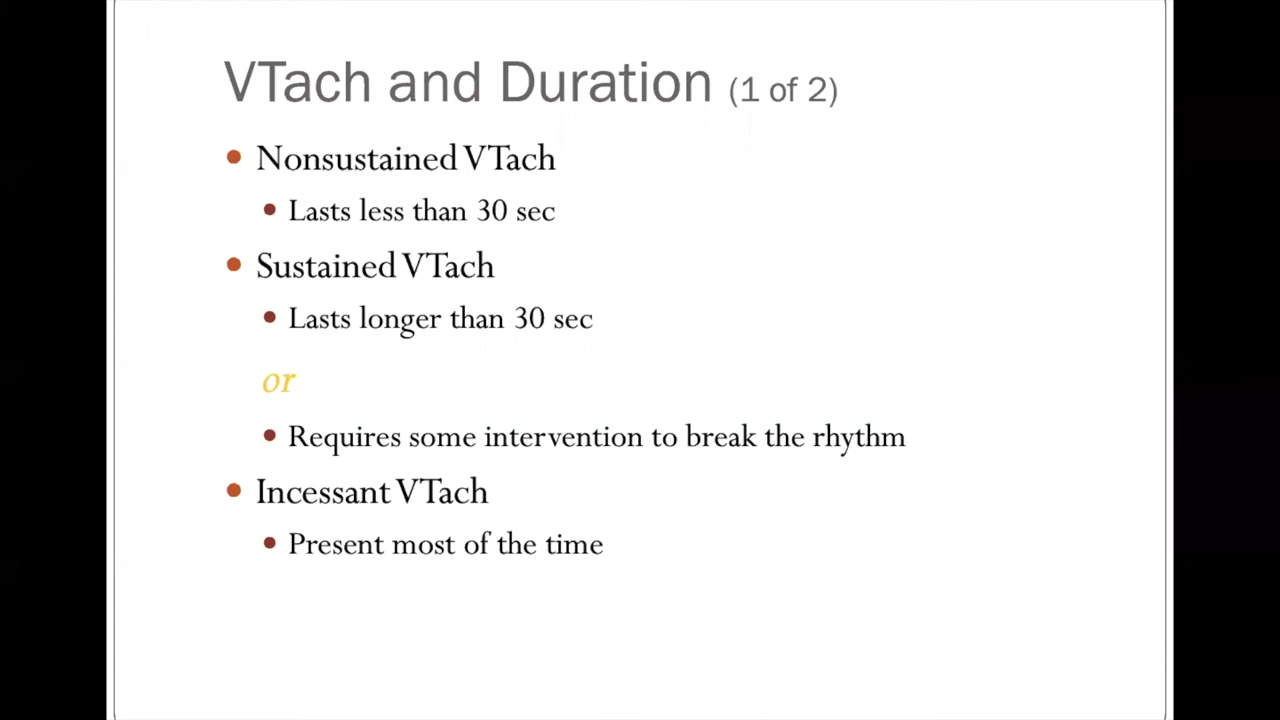 VTach and Duration (1 of 2)
• Nonsustained VTach
• Lasts less than 30 sec
• Sustained VTach
• Lasts longer than 30 sec
or
• Requires some intervention to break the rhythm
• Incessant VTach
• Present most of the time